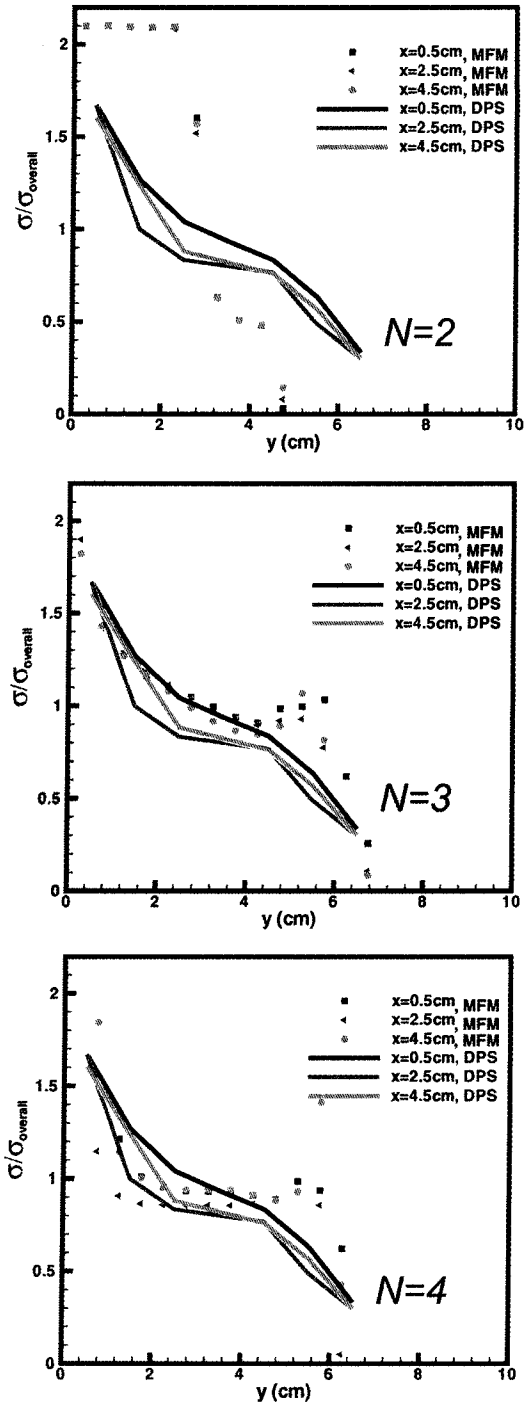 2
1.5
1
0.5
0
σ/σoverall
x=0.5cm, MFM
x=2.5cm, MFM
x=4.5cm, MFM
x=0.5cm, DPS
x=2.5cm, DPS
x=4.5cm, DPS
N=2
0 2 4 6 8 10
y (cm)
2
1.5
1
0.5
0
σ/σoverall
x=0.5cm, MFM
x=2.5cm, MFM
x=4.5cm, MFM
x=0.5cm, DPS
x=2.5cm, DPS
x=4.5cm, DPS
N=3
0 2 4 6 8 10
y (cm)
2
1.5
1
0.5
0
σ/σoverall
x=0.5cm, MFM
x=2.5cm, MFM
x=4.5cm, MFM
x=0.5cm, DPS
x=2.5cm, DPS
x=4.5cm, DPS
N=4
0 2 4 6 8 10
y (cm)